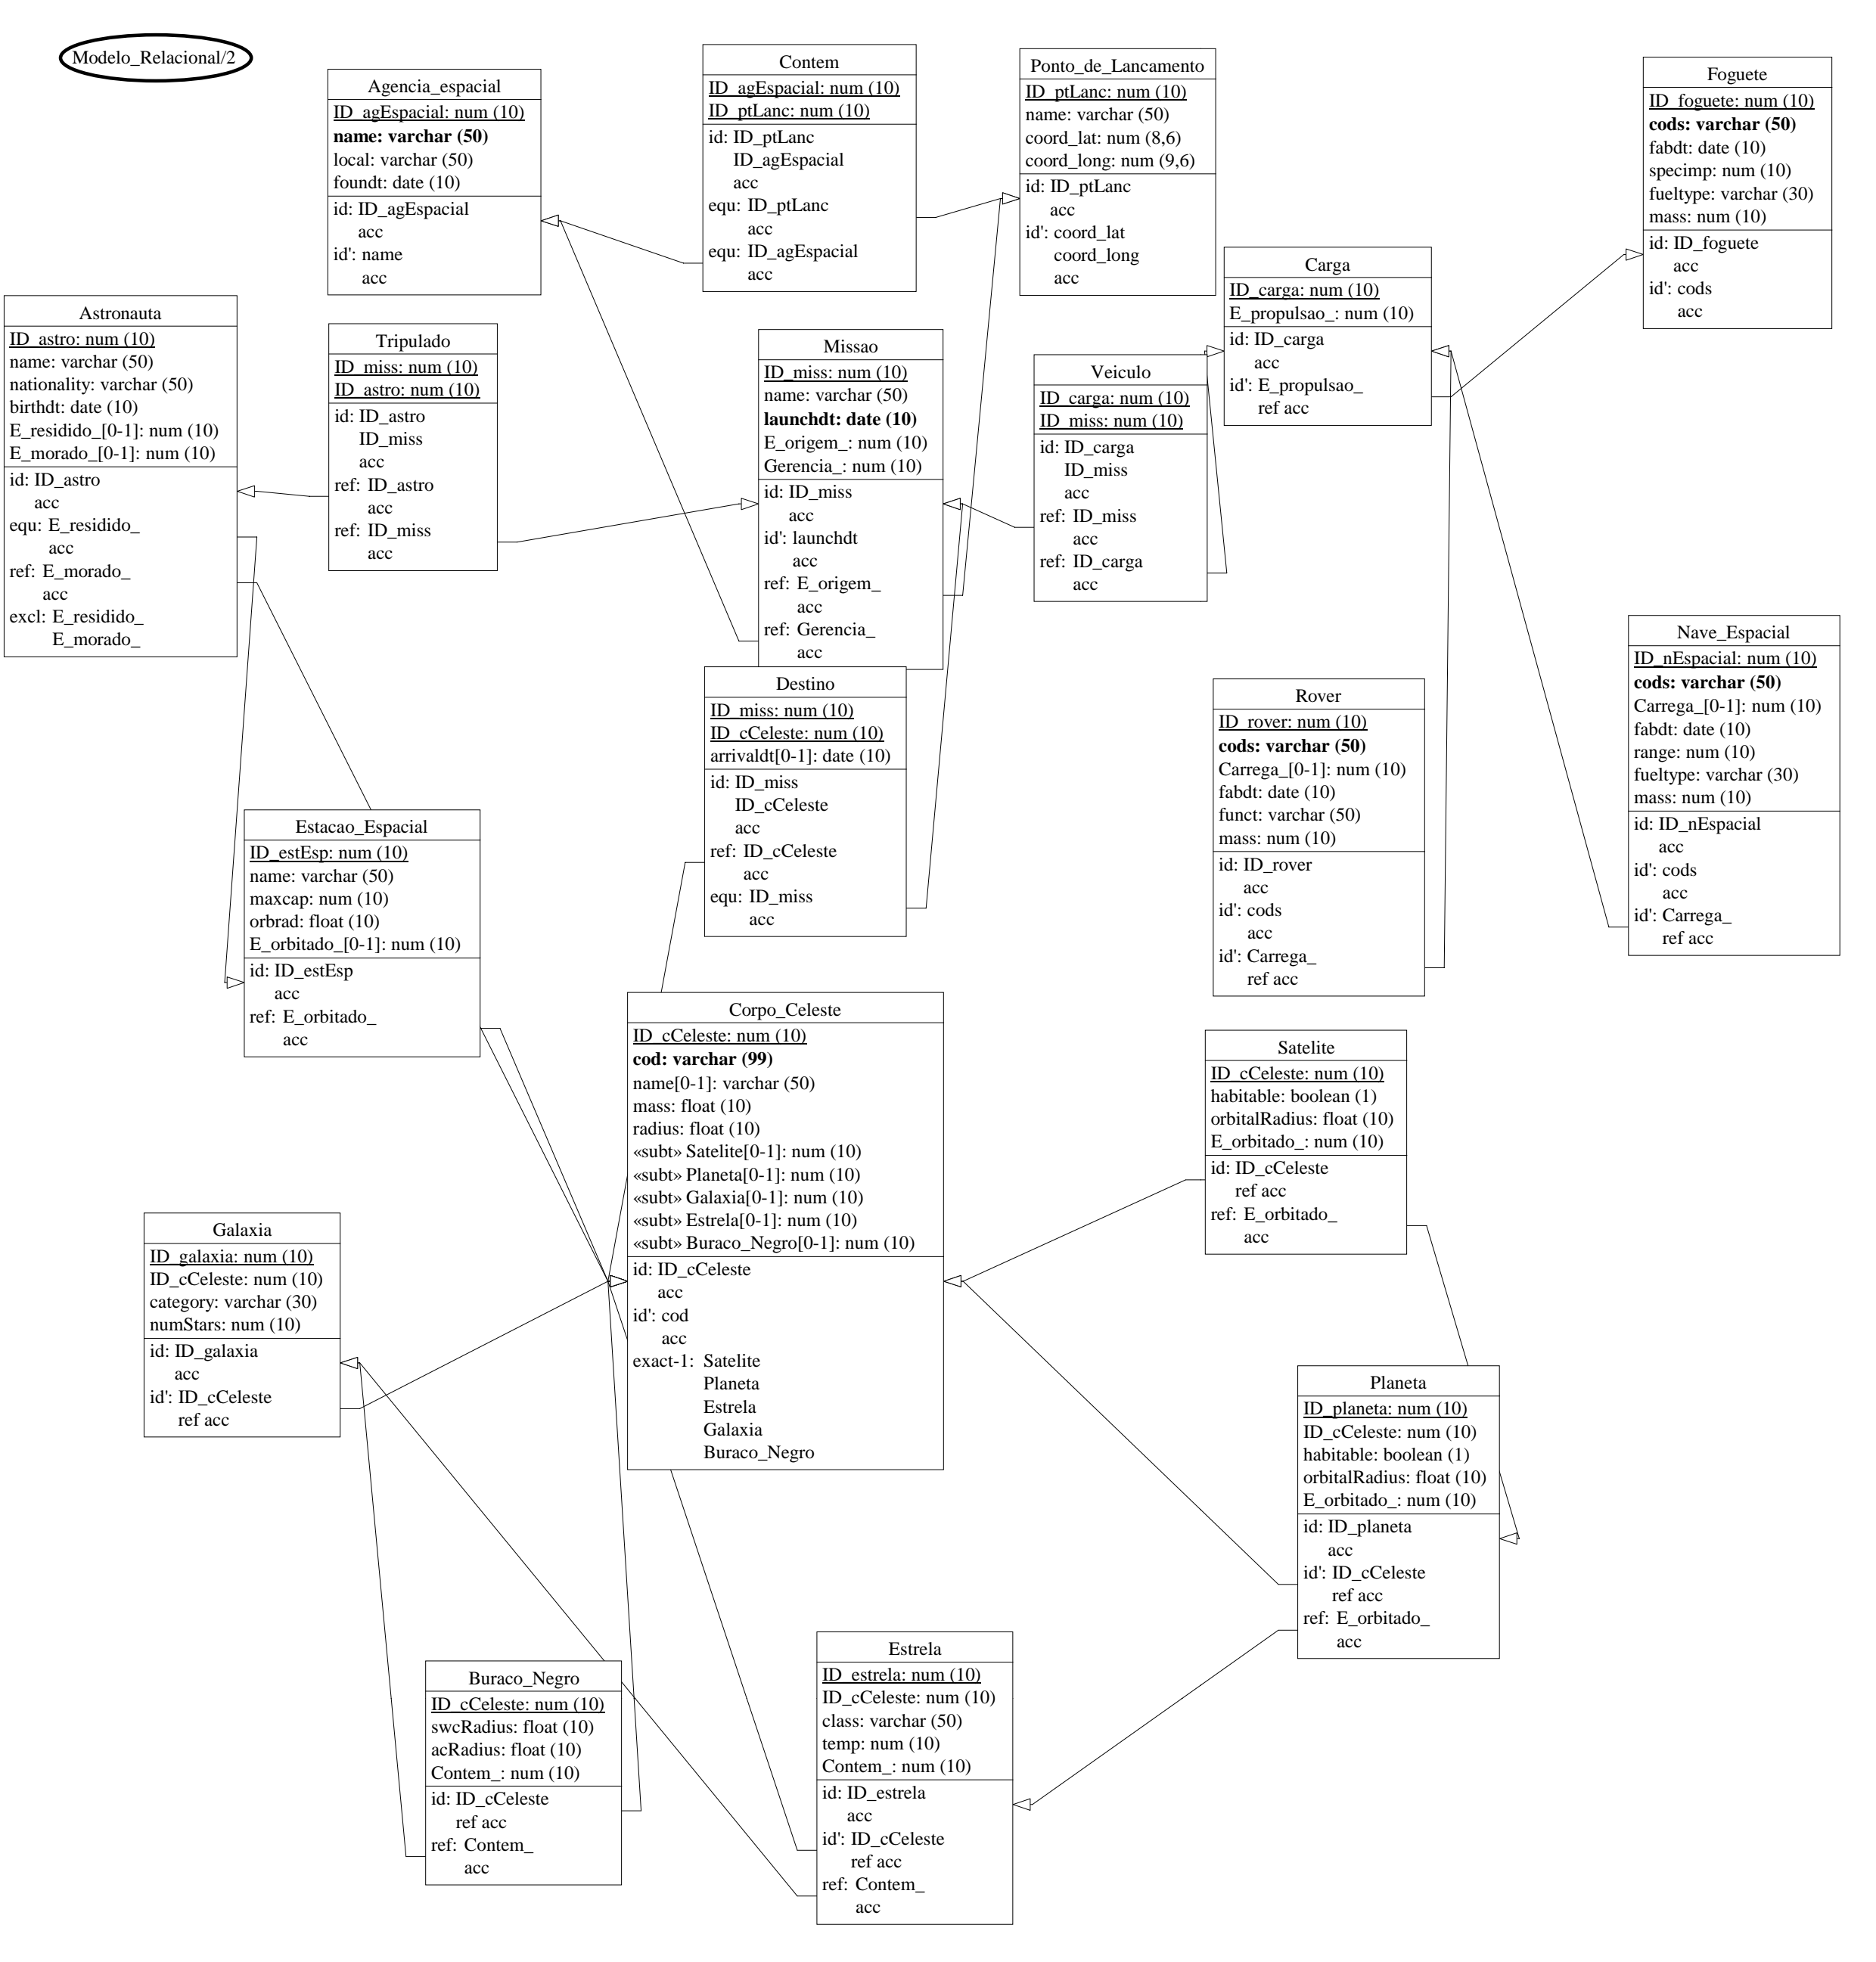 Modelo_Relacional/2
Agencia_espacial
ID_agEspacial: num (10)
name: varchar (50)
local: varchar (50)
foundt: date (10)
id: ID_agEspacial
acc
id': name
acc
Contem
ID_agEspacial: num (10)
ID_ptLanc: num (10)
id: ID_ptLanc
ID_agEspacial
acc
equ: ID_ptLanc
acc
equ: ID_agEspacial
acc
Ponto_de_Lancamento
ID_ptLanc: num (10)
name: varchar (50)
coord_lat: num (8,6)
coord_long: num (9,6)
id: ID_ptLanc
acc
id': coord_lat
coord_long
acc
Foguete
ID_foguete: num (10)
cods: varchar (50)
fabdt: date (10)
specimp: num (10)
fueltype: varchar (30)
mass: num (10)
id: ID_foguete
acc
id': cods
acc
Carga
ID_carga: num (10)
E_propulsao_: num (10)
id: ID_carga
acc
id': E_propulsao_
ref acc
Astronauta
ID_astro: num (10)
name: varchar (50)
nationality: varchar (50)
birthdt: date (10)
E_residido_[0-1]: num (10)
E_morado_[0-1]: num (10)
id: ID_astro
acc
equ: E_residido_
acc
ref: E_morado_
acc
excl: E_residido_
E_morado_
Tripulado
ID_miss: num (10)
ID_astro: num (10)
id: ID_astro
ID_miss
acc
ref: ID_astro
acc
ref: ID_miss
acc
Missao
ID_miss: num (10)
name: varchar (50)
launchdt: date (10)
E_origem_: num (10)
Gerencia_: num (10)
id: ID_miss
acc
id': launchdt
acc
ref: E_origem_
acc
ref: Gerencia_
acc
Veiculo
ID_carga: num (10)
ID_miss: num (10)
id: ID_carga
ID_miss
acc
ref: ID_miss
acc
ref: ID_carga
acc
Nave_Espacial
ID_nEspacial: num (10)
cods: varchar (50)
Carrega_[0-1]: num (10)
fabdt: date (10)
range: num (10)
fueltype: varchar (30)
mass: num (10)
id: ID_nEspacial
acc
id': cods
acc
id': Carrega_
ref acc
Destino
ID_miss: num (10)
ID_cCeleste: num (10)
arrivaldt[0-1]: date (10)
id: ID_miss
ID_cCeleste
acc
ref: ID_cCeleste
acc
equ: ID_miss
acc
Rover
ID_rover: num (10)
cods: varchar (50)
Carrega_[0-1]: num (10)
fabdt: date (10)
funct: varchar (50)
mass: num (10)
id: ID_rover
acc
id': cods
acc
id': Carrega_
ref acc
Estacao_Espacial
ID_estEsp: num (10)
name: varchar (50)
maxcap: num (10)
orbrad: float (10)
E_orbitado_[0-1]: num (10)
id: ID_estEsp
acc
ref: E_orbitado_
acc
Corpo_Celeste
ID_cCeleste: num (10)
cod: varchar (99)
name[0-1]: varchar (50)
mass: float (10)
radius: float (10)
«subt» Satelite[0-1]: num (10)
«subt» Planeta[0-1]: num (10)
«subt» Galaxia[0-1]: num (10)
«subt» Estrela[0-1]: num (10)
«subt» Buraco_Negro[0-1]: num (10)
id: ID_cCeleste
acc
id': cod
acc
exact-1: Satelite
Planeta
Estrela
Galaxia
Buraco_Negro
Satelite
ID_cCeleste: num (10)
habitable: boolean (1)
orbitalRadius: float (10)
E_orbitado_: num (10)
id: ID_cCeleste
ref acc
ref: E_orbitado_
acc
Galaxia
ID_galaxia: num (10)
ID_cCeleste: num (10)
category: varchar (30)
numStars: num (10)
id: ID_galaxia
acc
id': ID_cCeleste
ref acc
Planeta
ID_planeta: num (10)
ID_cCeleste: num (10)
habitable: boolean (1)
orbitalRadius: float (10)
E_orbitado_: num (10)
id: ID_planeta
acc
id': ID_cCeleste
ref acc
ref: E_orbitado_
acc
Buraco_Negro
ID_cCeleste: num (10)
swcRadius: float (10)
acRadius: float (10)
Contem_: num (10)
id: ID_cCeleste
ref acc
ref: Contem_
acc
Estrela
ID_estrela: num (10)
ID_cCeleste: num (10)
class: varchar (50)
temp: num (10)
Contem_: num (10)
id: ID_estrela
acc
id': ID_cCeleste
ref acc
ref: Contem_
acc